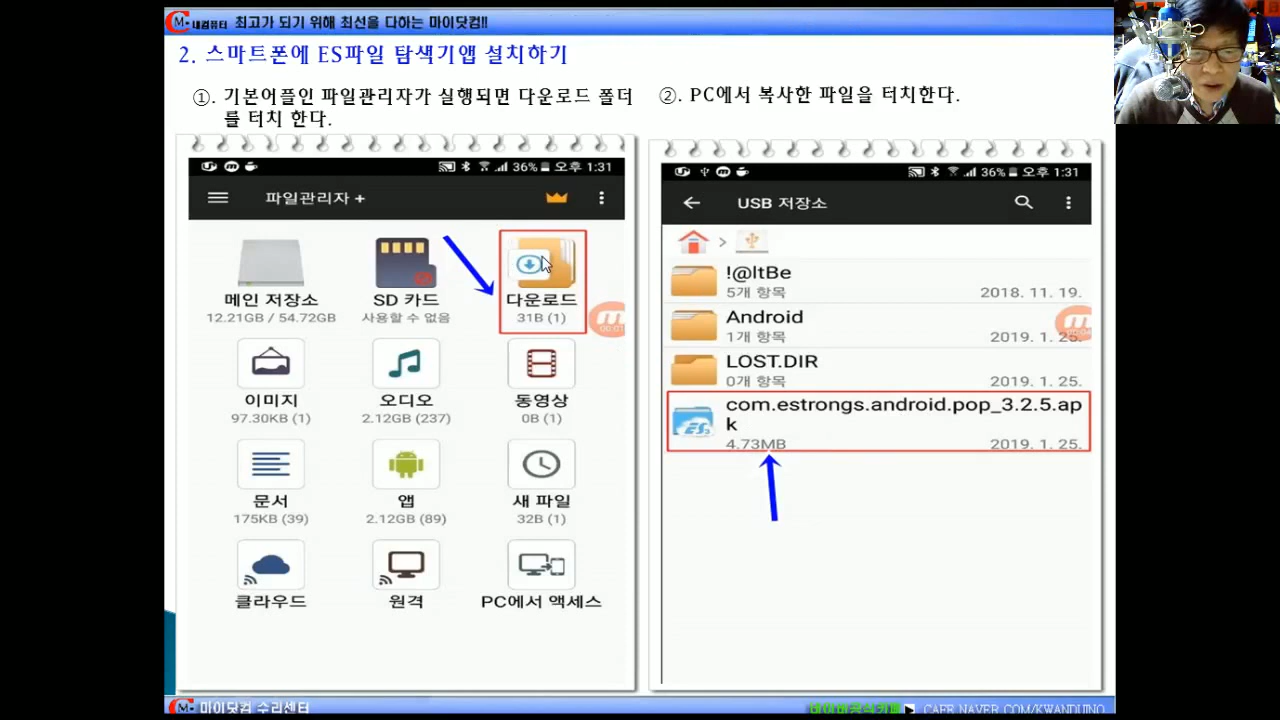 내컴퓨터 최고가 되기 위해 최선을 다하는 마이닷컴!!
2. 스마트폰에 ES파일 탐색기앱 설치하기
①. 기본어플인 파일관리자가 실행되면 다운로드 폴더
를 터치 한다.
②. PC에서 복사한 파일을 터치한다.
36% 오후 1:31
파일관리자 +
메인 저장소
12.21GB / 54.72GB
SD 카드
사용할 수 없음
다운로드
31B (1)
00:01
이미지
97.30KB (1)
오디오
2.12GB (237)
동영상
0B (1)
문서
175KB (39)
앱
2.12GB (89)
새 파일
32B (1)
클라우드
원격
PC에서 액세스
36% 오후 1:31
USB 저장소
!@ltBe
5개 항목
2018. 11. 19.
Android
1개 항목
2019. 1. 25.
LOST.DIR
0개 항목
2019. 1. 25.
com.estrongs.android.pop_3.2.5.ap
k
4.73MB
2019. 1. 25.
마이닷컴 수리센터
CAFE.NAVER.COM/KWANDUINO